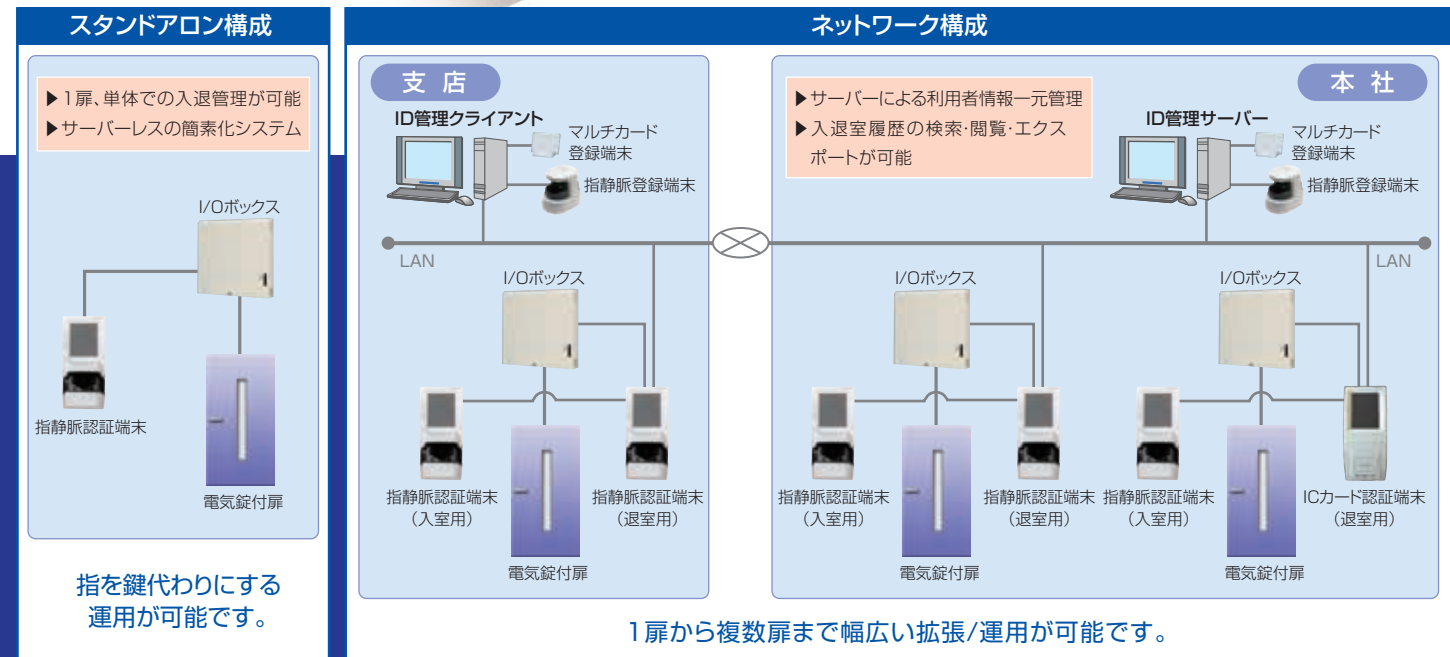 スタンドアロン構成
▶1扉、単体での入退管理が可能
▶サーバーレスの簡素化システム
I/Oボックス
指静脈認証端末
電気錠付扉
指を鍵代わりにする
運用が可能です。
ネットワーク構成
支店
ID管理クライアント
マルチカード
登録端末
指静脈登録端末
LAN
I/Oボックス
指静脈認証端末
(入室用)
指静脈認証端末
(退室用)
電気錠付扉
本社
▶サーバーによる利用者情報一元管理
▶入退室履歴の検索・閲覧・エクス
ポートが可能
ID管理サーバー
マルチカード
登録端末
指静脈登録端末
LAN
I/Oボックス
指静脈認証端末
(入室用)
指静脈認証端末
(退室用)
電気錠付扉
I/Oボックス
指静脈認証端末
(入室用)
ICカード認証端末
(退室用)
電気錠付扉
1扉から複数扉まで幅広い拡張/運用が可能です。